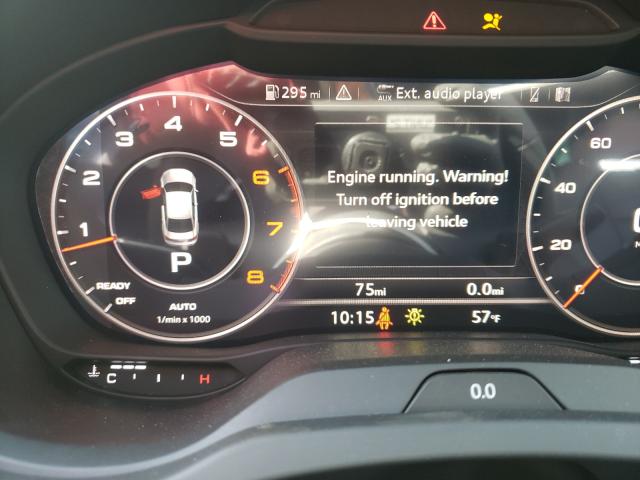 295 mi AUX Ext. audio player
Engine running. Warning!
Turn off ignition before
leaving vehicle
1 2 3 4 5 6 7 8
P
READY
OFF
AUTO
1/min x 1000
75mi 0.0mi
10:15 57°F
0 20 40 60
C H
0.0